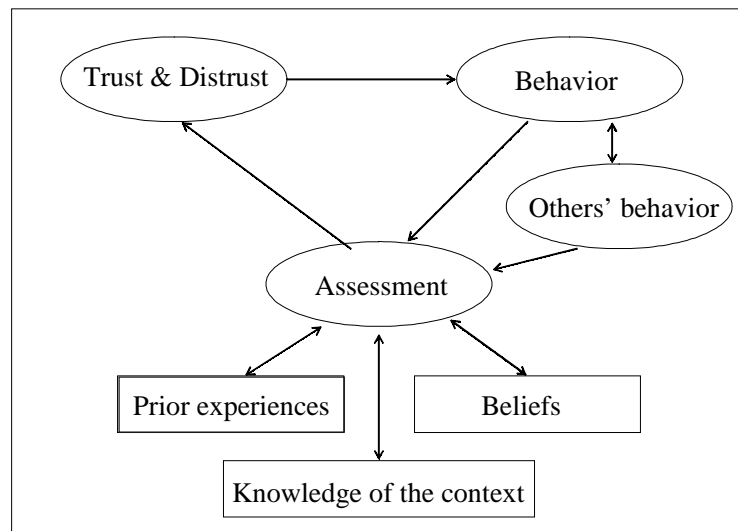 Trust & Distrust
Behavior
Others’ behavior
Assessment
Prior experiences
Beliefs
Knowledge of the context